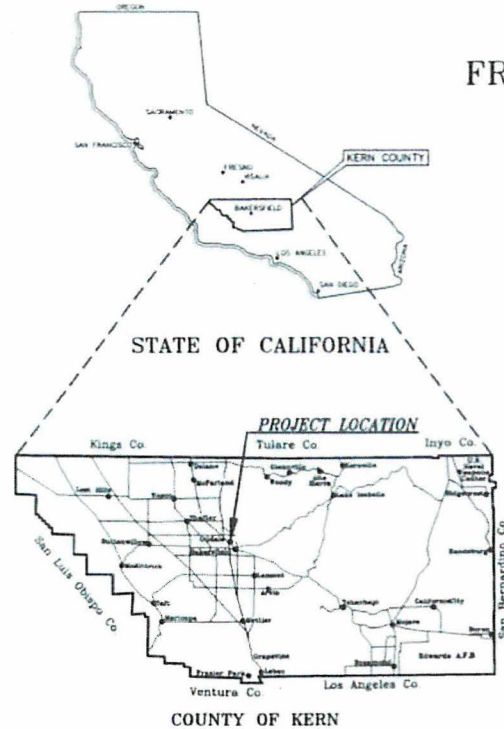 OREGON
FR
SACRAMENTO
NEVADA
SAN FRANCISCO
FRESNO
VISALIA
KERN COUNTY
BAKERSFIELD
LOS ANGELES
ARIZONA
SAN DIEGO
STATE OF CALIFORNIA
PROJECT LOCATION
Kings Co.
Tulare Co.
Inyo Co.
Delano
McFarland
Glennville
Woody
Kernville
Lake Isabella
U.S. Naval
Ridgecrest
Lost Hills
Wasco
Shafter
Buttonwillow
Oildale
Bakersfield
Randsburg
San Luis Obispo Co.
San Bernardino Co.
McKittrick
Lamont
Arvin
Taft
Maricopa
Mettler
Tehachapi
California City
Mojave
Boron
Rosamond
Edwards A.F.B
Grapevine
Lebec
Frazier Park
Ventura Co.
Los Angeles Co.
COUNTY OF KERN